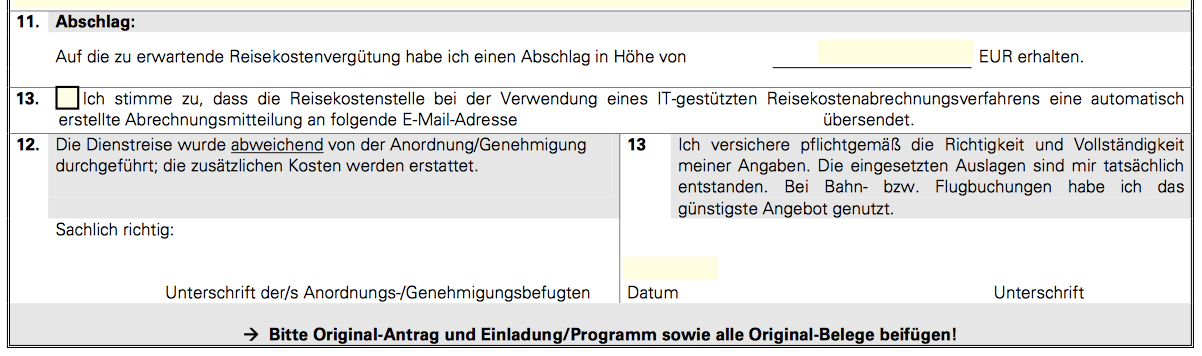 11. Abschlag:
Auf die zu erwartende Reisekostenvergütung habe ich einen Abschlag in Höhe von EUR erhalten.
13. Ich stimme zu, dass die Reisekostenstelle bei der Verwendung eines IT-gestützten Reisekostenabrechnungsverfahrens eine automatisch
erstellte Abrechnungsmitteilung an folgende E-Mail-Adresse übersendet.
12. Die Dienstreise wurde abweichend von der Anordnung/Genehmigung
durchgeführt; die zusätzlichen Kosten werden erstattet.
Sachlich richtig:
Unterschrift der/s Anordnungs-/Genehmigungsbefugten
13 Ich versichere pflichtgemäß die Richtigkeit und Vollständigkeit
meiner Angaben. Die eingesetzten Auslagen sind mir tatsächlich
entstanden. Bei Bahn- bzw. Flugbuchungen habe ich das
günstigste Angebot genutzt.
Datum Unterschrift
→ Bitte Original-Antrag und Einladung/Programm sowie alle Original-Belege beifügen!